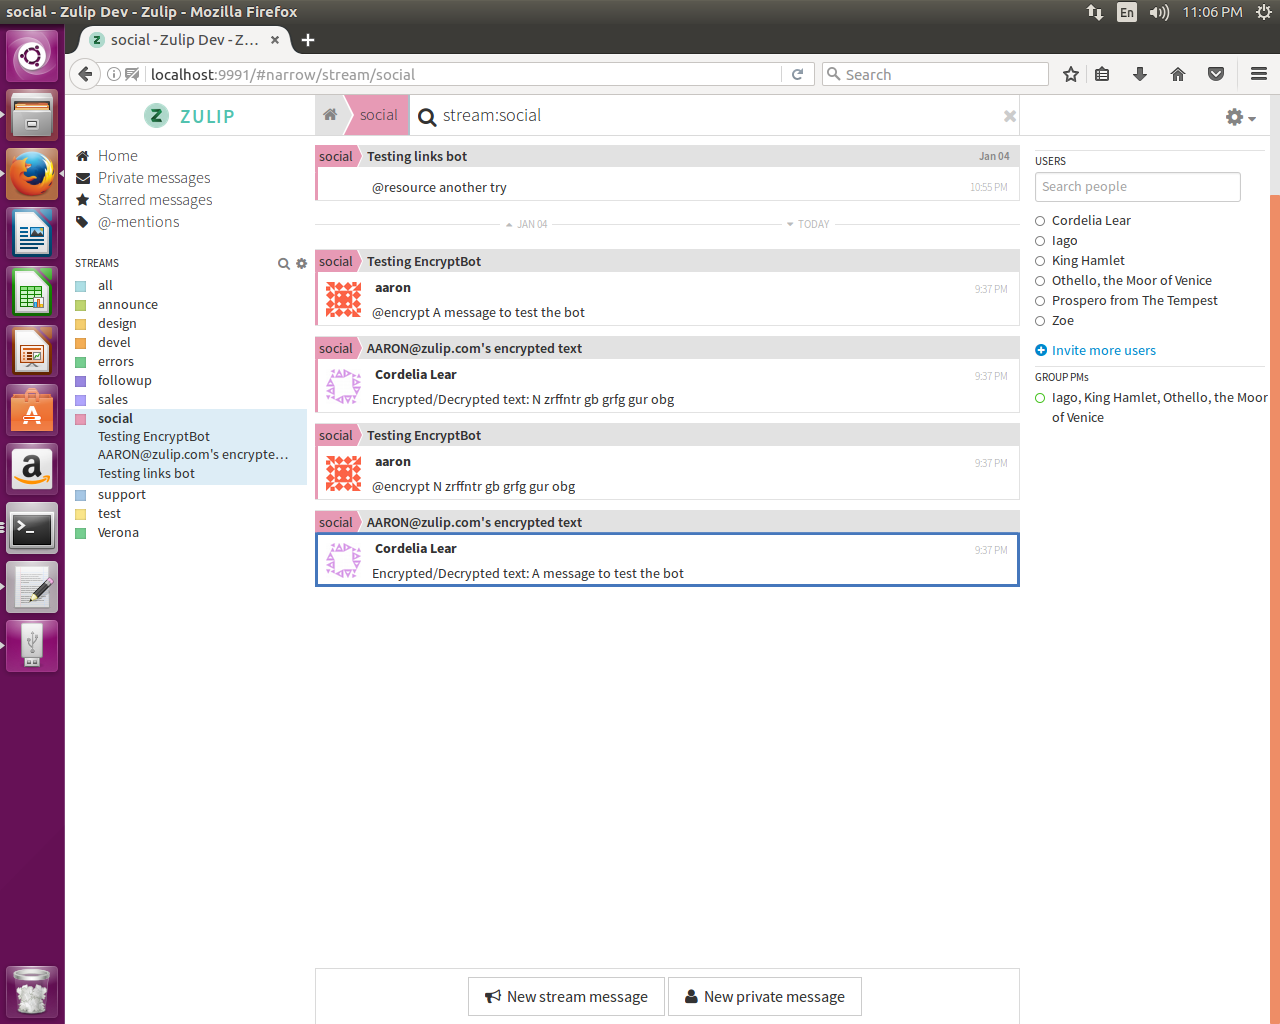 social - Zulip Dev - Zulip - Mozilla Firefox
En
11:06 PM
social - Zulip Dev - Z...
localhost:9991/#narrow/stream/social
Search
ZULIP
social
stream:social
Home
Private messages
Starred messages
@-mentions
STREAMS
all
announce
design
devel
errors
followup
sales
social
Testing EncryptBot
AARON@zulip.com's encrypte...
Testing links bot
support
test
Verona
social
Testing links bot
Jan 04
@resource another try
10:55 PM
JAN 04
TODAY
social
Testing EncryptBot
aaron
9:37 PM
@encrypt A message to test the bot
social
AARON@zulip.com's encrypted text
Cordelia Lear
9:37 PM
Encrypted/Decrypted text: N zrffntr gb grfg gur obg
social
Testing EncryptBot
aaron
9:37 PM
@encrypt N zrffntr gb grfg gur obg
social
AARON@zulip.com's encrypted text
Cordelia Lear
9:37 PM
Encrypted/Decrypted text: A message to test the bot
New stream message
New private message
USERS
Search people
Cordelia Lear
Iago
King Hamlet
Othello, the Moor of Venice
Prospero from The Tempest
Zoe
Invite more users
GROUP PMs
Iago, King Hamlet, Othello, the Moor
of Venice